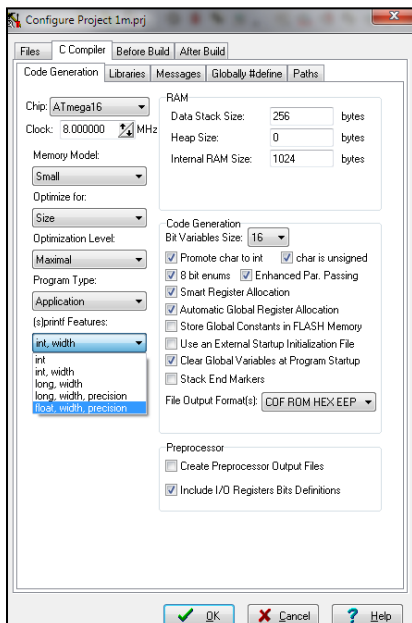 Configure Project 1m.prj
Files C Compiler Before Build After Build
Code Generation Libraries Messages Globally #define Paths
Chip: ATmega16
Clock: 8.000000 MHz
Memory Model:
Small
Optimize for:
Size
Optimization Level:
Maximal
Program Type:
Application
(s)printf Features:
int, width
int
int, width
long, width
long, width, precision
float, width, precision
RAM
Data Stack Size: 256 bytes
Heap Size: 0 bytes
Internal RAM Size: 1024 bytes
Code Generation
Bit Variables Size: 16
Promote char to int char is unsigned
8 bit enums Enhanced Par. Passing
Smart Register Allocation
Automatic Global Register Allocation
Store Global Constants in FLASH Memory
Use an External Startup Initialization File
Clear Global Variables at Program Startup
Stack End Markers
File Output Format(s): COF ROM HEX EEP
Preprocessor
Create Preprocessor Output Files
Include I/O Registers Bits Definitions
OK Cancel Help